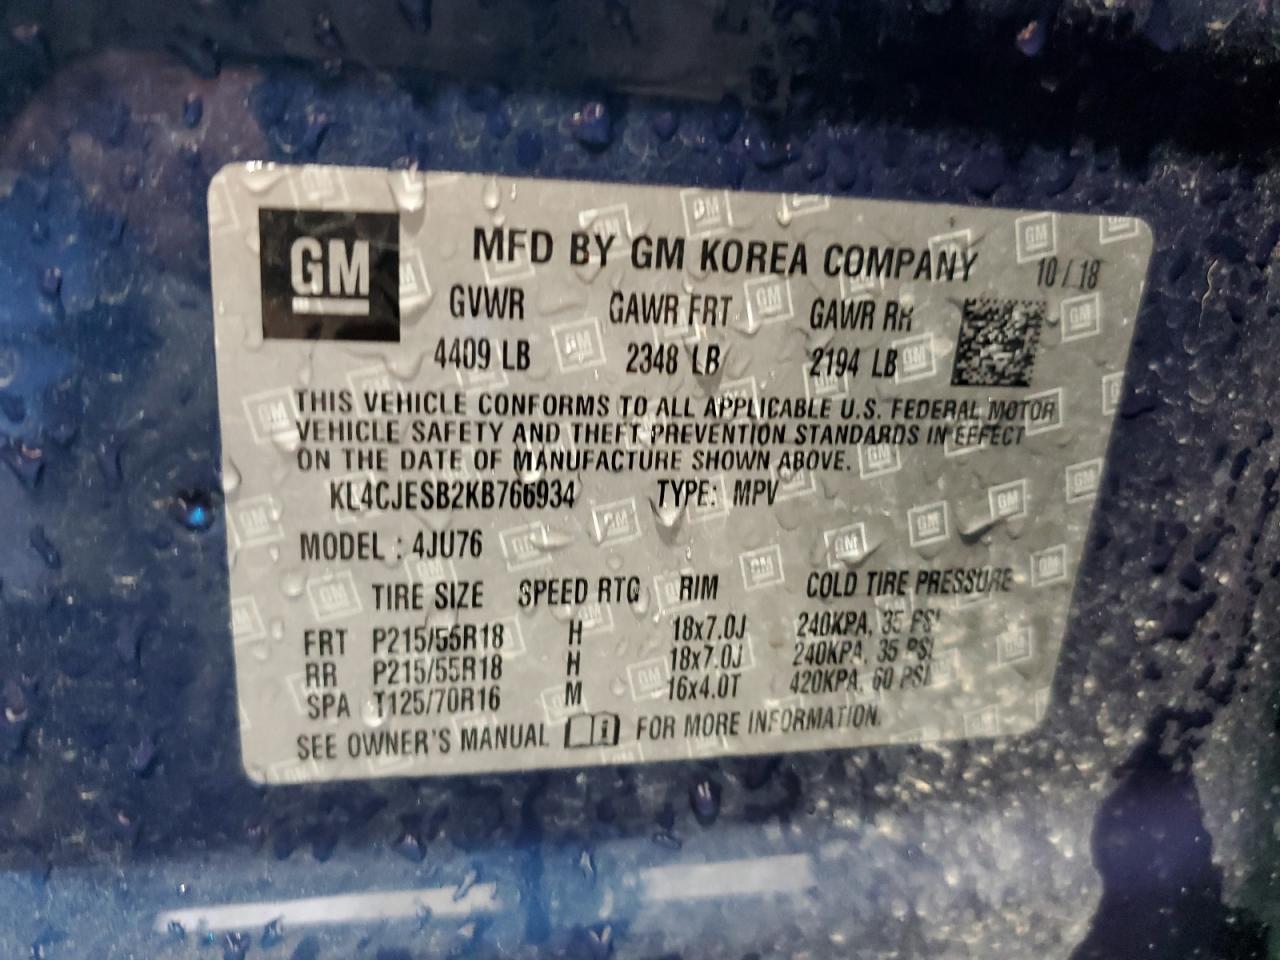 GM
MFD BY GM KOREA COMPANY 10/18
GVWR GAWR FRT GAWR RR
4409 LB 2348 LB 2194 LB
THIS VEHICLE CONFORMS TO ALL APPLICABLE U.S. FEDERAL MOTOR
VEHICLE SAFETY AND THEFT PREVENTION STANDARDS IN EFFECT
ON THE DATE OF MANUFACTURE SHOWN ABOVE.
KL4CJESB2KB766934 TYPE: MPV
MODEL : 4JU76
TIRE SIZE SPEED RTG RIM COLD TIRE PRESSURE
FRT P215/55R18 H 18x7.0J 240KPA, 35 PSI
RR P215/55R18 H 18x7.0J 240KPA, 35 PSI
SPA T125/70R16 M 16x4.0T 420KPA, 60 PSI
SEE OWNER'S MANUAL FOR MORE INFORMATION.